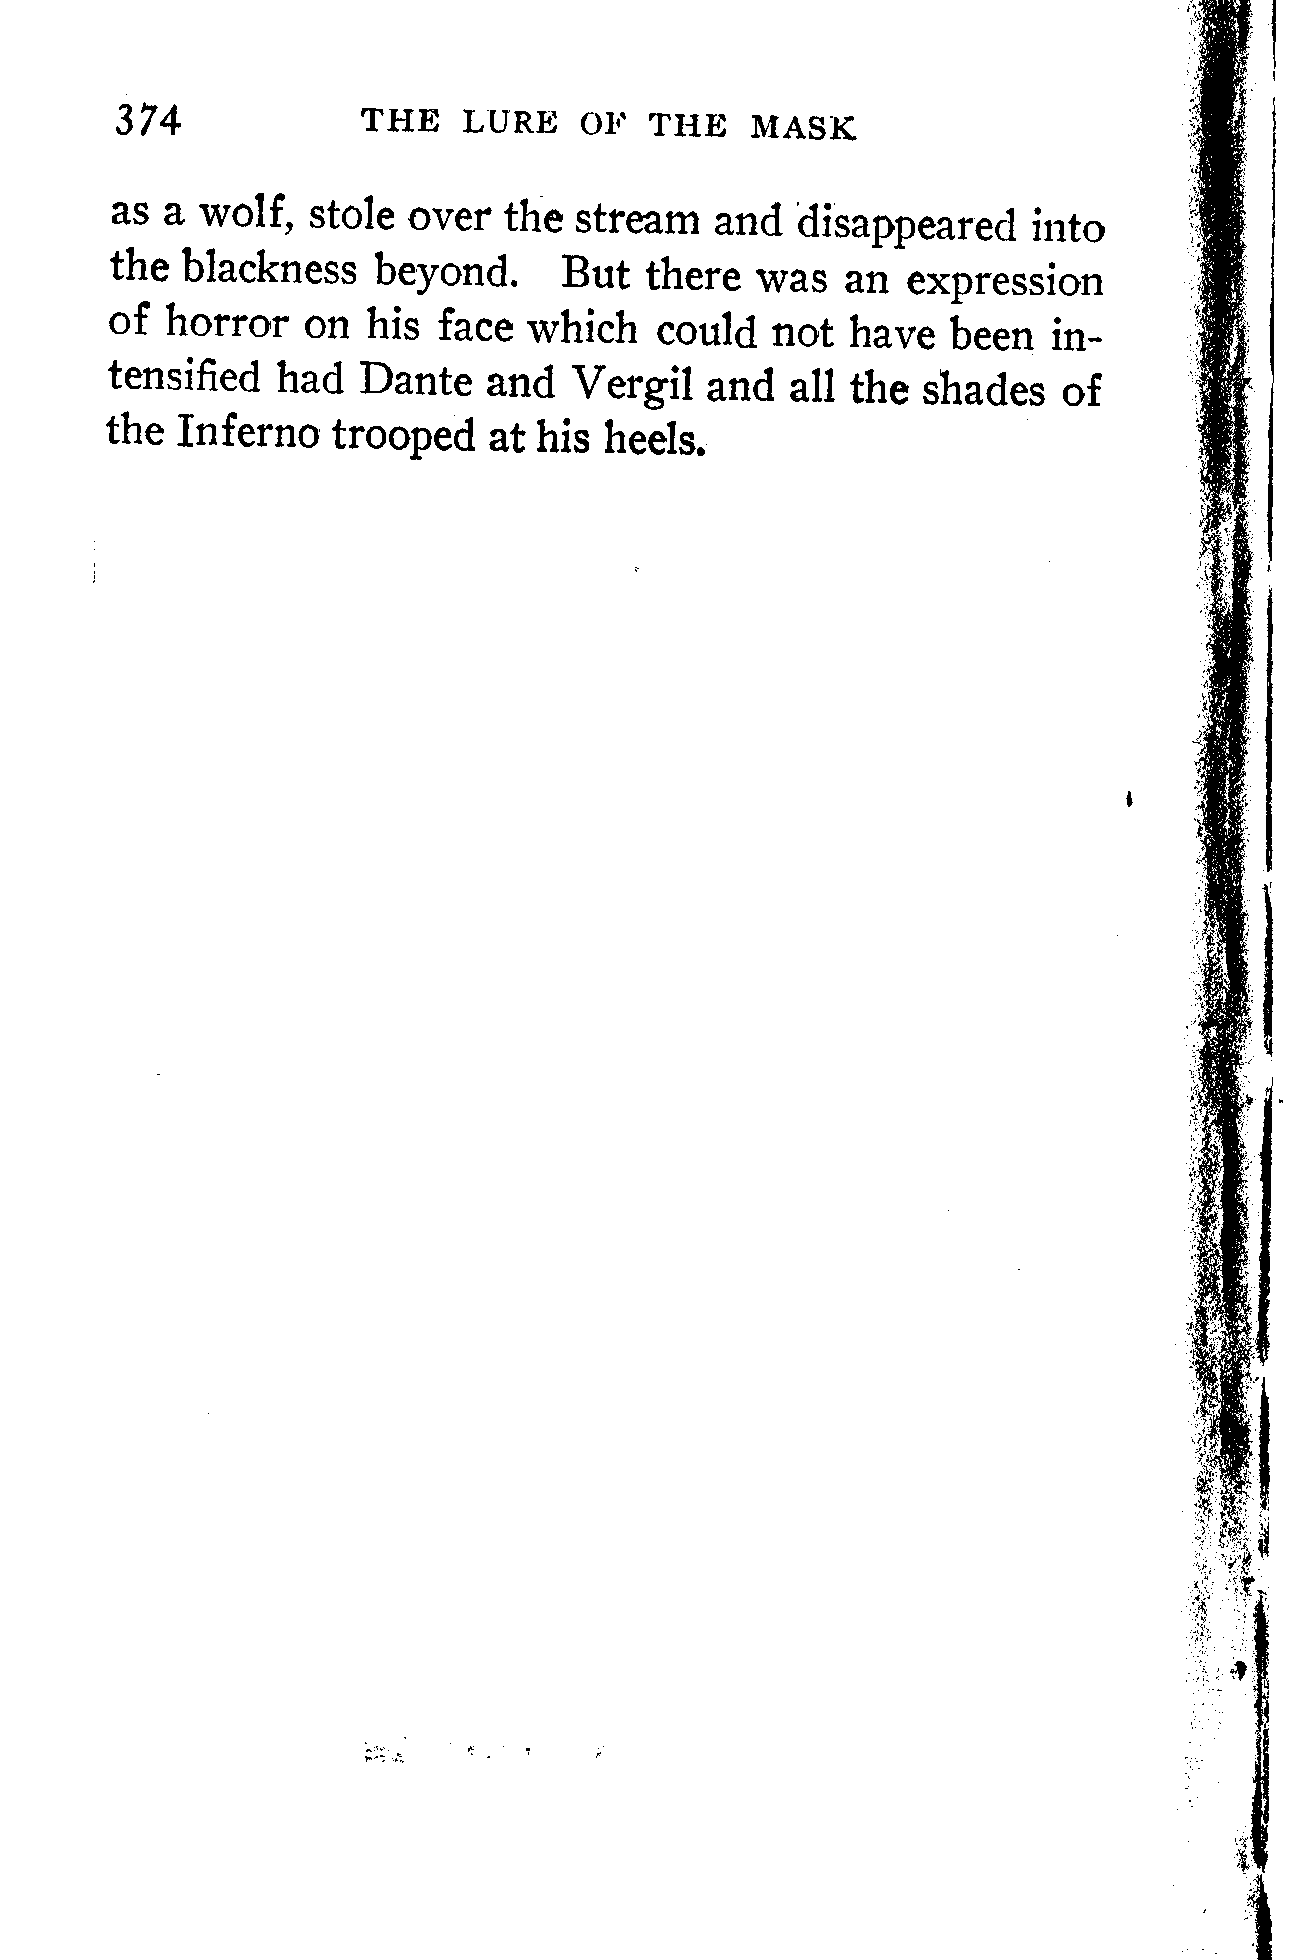 374 THE LURE OF THE MASK
as a wolf, stole over the stream and disappeared into
the blackness beyond. But there was an expression
of horror on his face which could not have been in-
tensified had Dante and Vergil and all the shades of
the Inferno trooped at his heels.